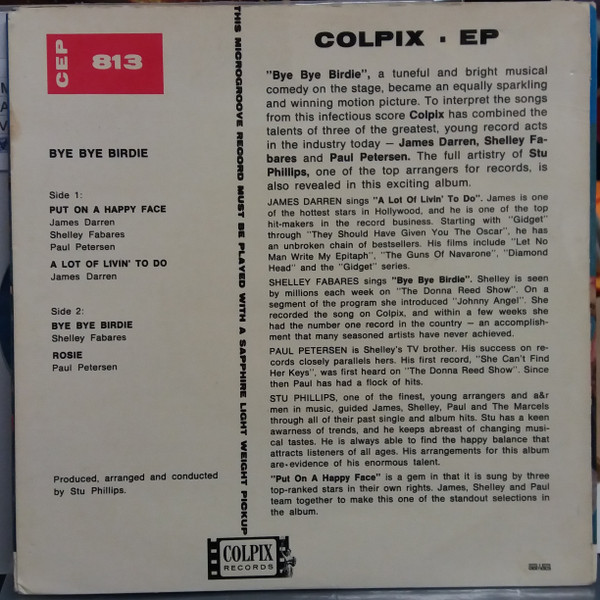 CEP 813
BYE BYE BIRDIE
Side 1:
PUT ON A HAPPY FACE
James Darren
Shelley Fabares
Paul Petersen
A LOT OF LIVIN' TO DO
James Darren
Side 2:
BYE BYE BIRDIE
Shelley Fabares
ROSIE
Paul Petersen
Produced, arranged and conducted
by Stu Phillips.
THIS MICROGROOVE RECORD MUST BE PLAYED WITH A SAPPHIRE LIGHT WEIGHT PICKUP
COLPIX · EP
"Bye Bye Birdie", a tuneful and bright musical
comedy on the stage, became an equally sparkling
and winning motion picture. To interpret the songs
from this infectious score Colpix has combined the
talents of three of the greatest, young record acts
in the industry today — James Darren, Shelley Fa-
bares and Paul Petersen. The full artistry of Stu
Phillips, one of the top arrangers for records, is
also revealed in this exciting album.
JAMES DARREN sings "A Lot Of Livin' To Do". James is one
of the hottest stars in Hollywood, and he is one of the top
hit-makers in the record business. Starting with "Gidget"
through "They Should Have Given You The Oscar", he has
an unbroken chain of bestsellers. His films include "Let No
Man Write My Epitaph", "The Guns Of Navarone", "Diamond
Head" and the "Gidget" series.
SHELLEY FABARES sings "Bye Bye Birdie". Shelley is seen
by millions each week on "The Donna Reed Show". On a
segment of the program she introduced "Johnny Angel". She
recorded the song on Colpix, and within a few weeks she
had the number one record in the country — an accomplish-
ment that many seasoned artists have never achieved.
PAUL PETERSEN is Shelley's TV brother. His success on re-
cords closely parallels hers. His first record, "She Can't Find
Her Keys", was first heard on "The Donna Reed Show". Since
then Paul has had a flock of hits.
STU PHILLIPS, one of the finest, young arrangers and a&r
men in music, guided James, Shelley, Paul and The Marcels
through all of their past single and album hits. Stu has a keen
awarness of trends, and he keeps abreast of changing musi-
cal tastes. He is always able to find the happy balance that
attracts listeners of all ages. His arrangements for this album
are-evidence of his enormous talent.
"Put On A Happy Face" is a gem in that it is sung by three
top-ranked stars in their own rights. James, Shelley and Paul
team together to make this one of the standout selections in
the album.
COLPIX
RECORDS